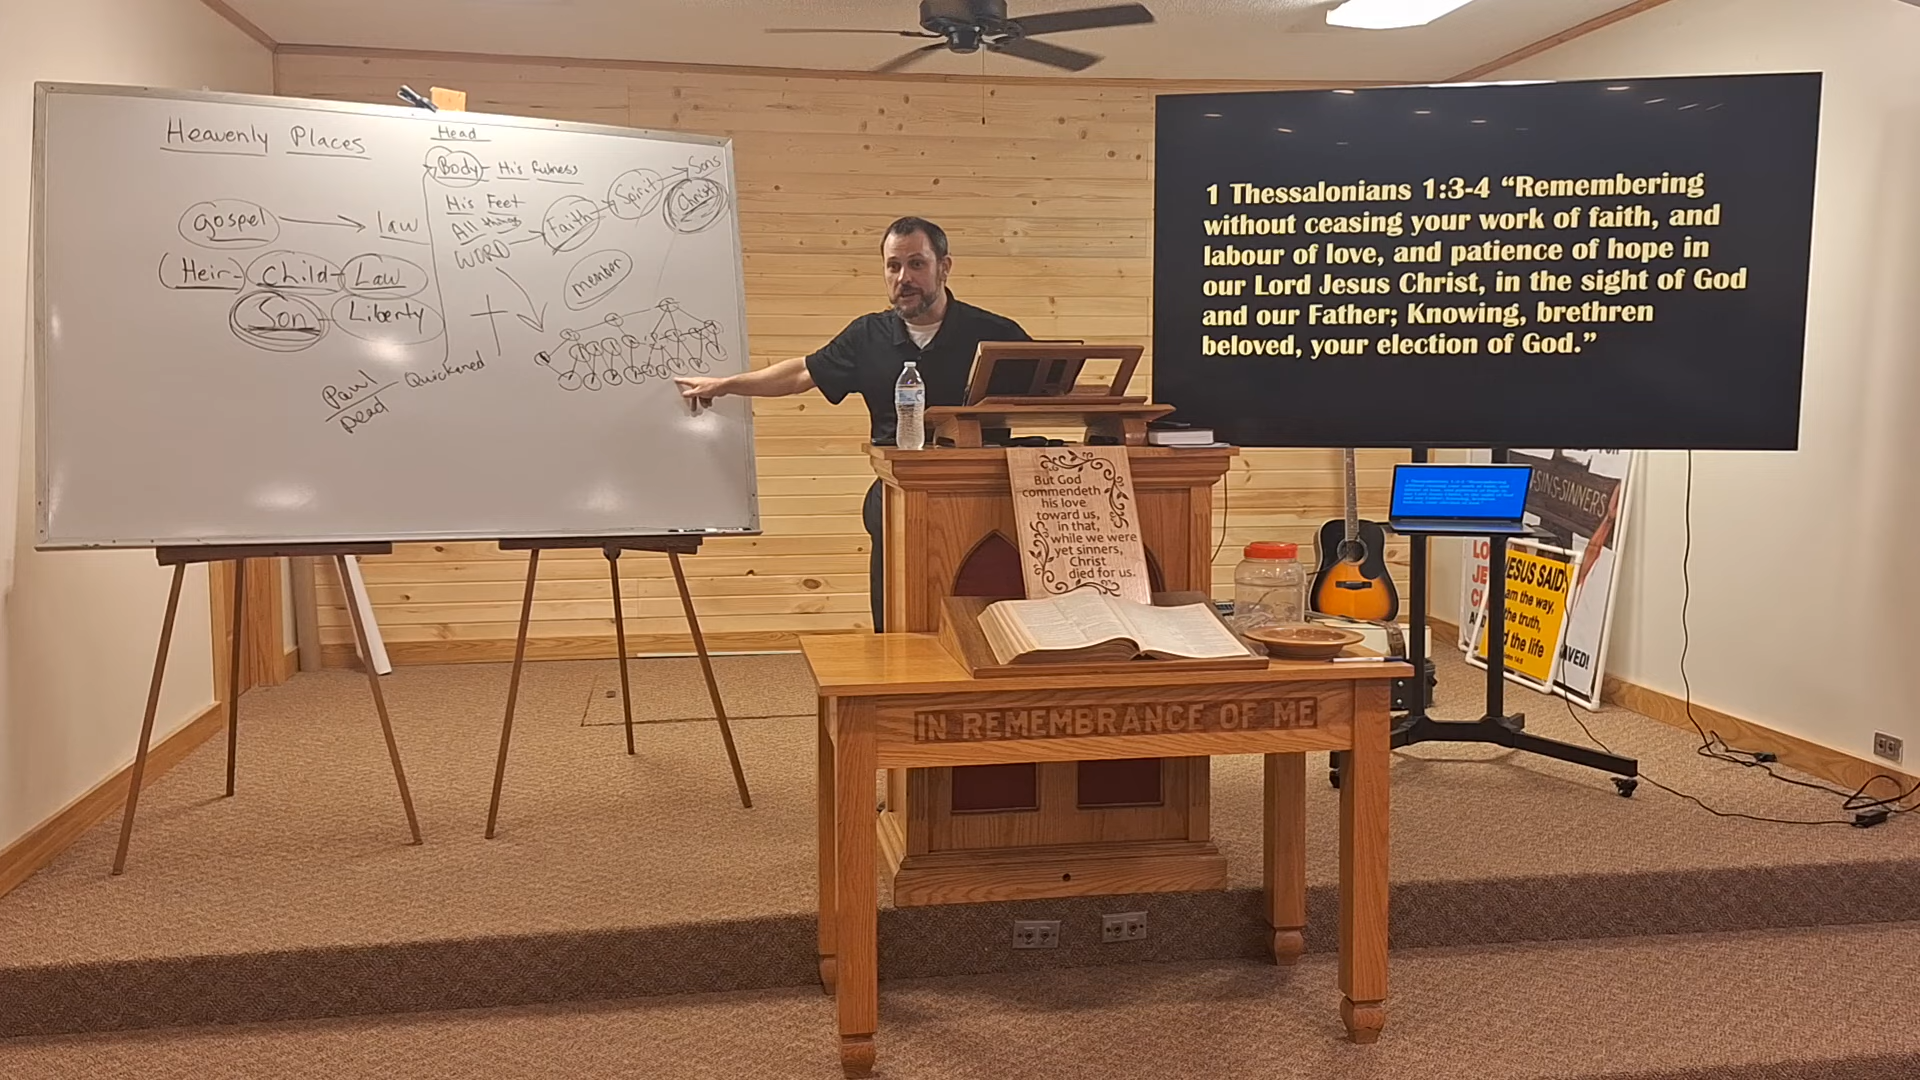 Heavenly Places
Head
Body - His Fulness
His Feet
All things
WORD
Faith
Spirit
Sons
Christ
member
Gospel
Law
(Heir - Child - Law
Son - Liberty
Paul
Dead
Quickened
1 Thessalonians 1:3-4 “Remembering
without ceasing your work of faith, and
labour of love, and patience of hope in
our Lord Jesus Christ, in the sight of God
and our Father; Knowing, brethren
beloved, your election of God.”
But God
commendeth
his love
toward us,
in that,
while we were
yet sinners,
Christ
died for us.
IN REMEMBRANCE OF ME
SINNERS
JESUS SAID:
am the way,
the truth,
the life